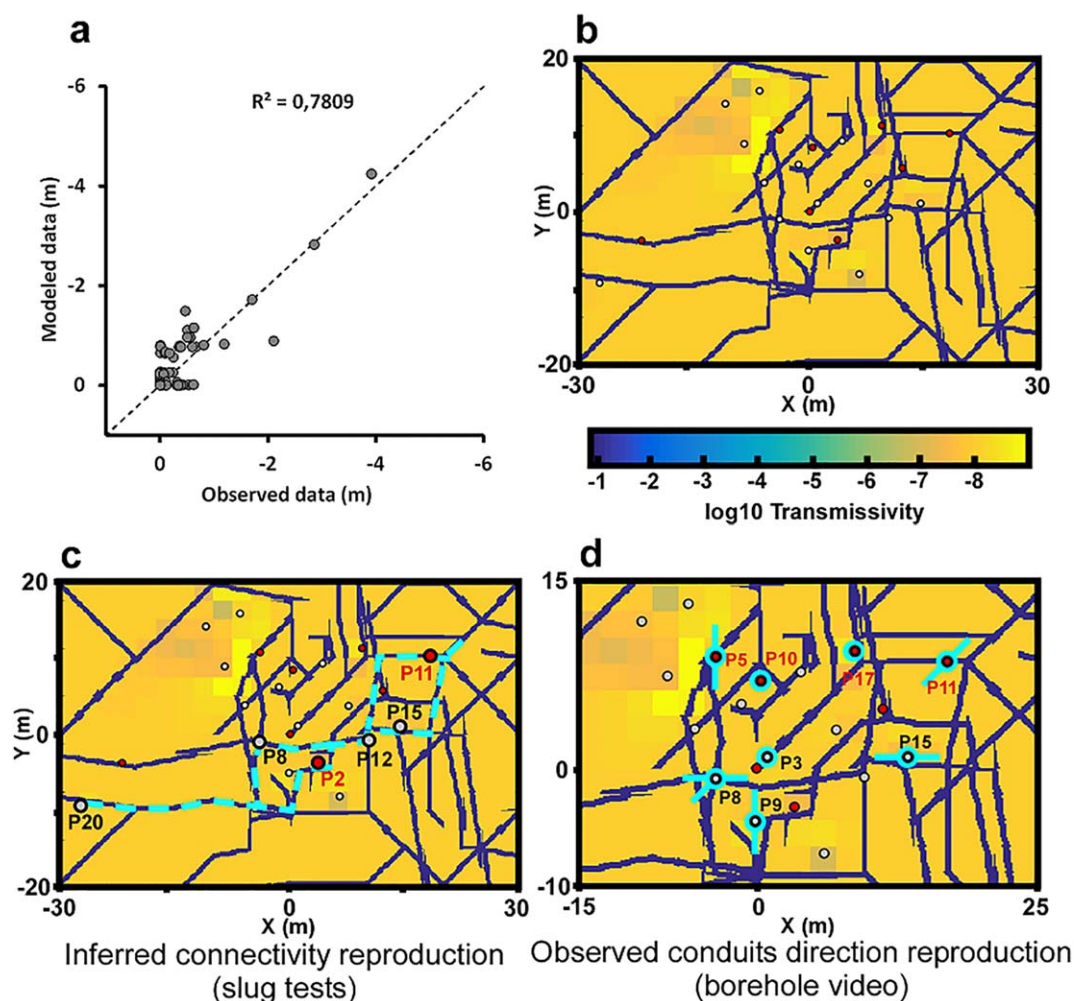 a
-6
-4
-2
0
R² = 0,7809
Modeled data (m)
0
-2
-4
-6
Observed data (m)
b
20
0
-20
Y (m)
-30
0
30
X (m)
-1 -2 -3 -4 -5 -6 -7 -8
log10 Transmissivity
c
20
0
-20
Y (m)
P11
P15
P8
P12
P2
P20
-30
0
30
X (m)
Inferred connectivity reproduction
(slug tests)
d
15
0
-10
P5
P10
P17
P11
P3
P15
P8
P9
-15
0
25
X (m)
Observed conduits direction reproduction
(borehole video)